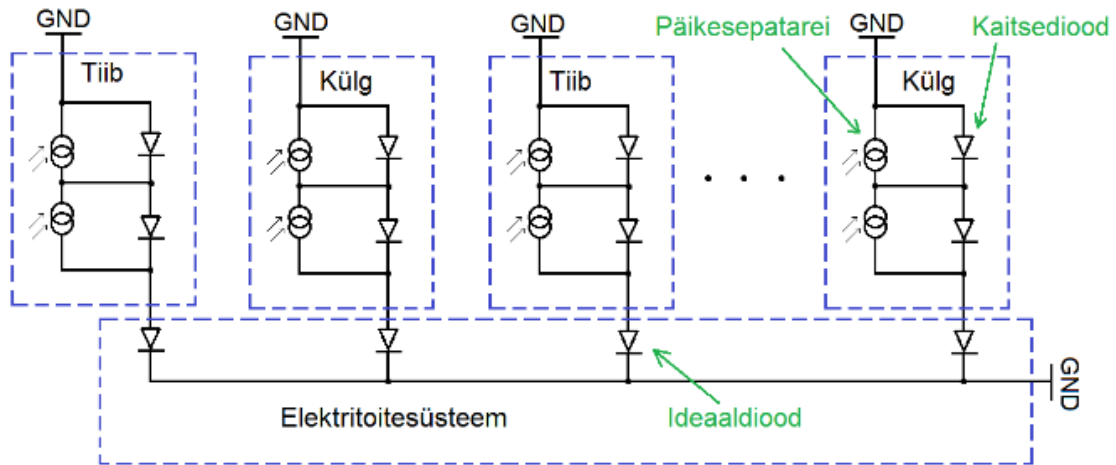 GND
GND
GND
GND
Päikesepatarei
Kaitsediood
Tiib
Külg
Tiib
Külg
Elektritoitesüsteem
Ideaaldiood
GND